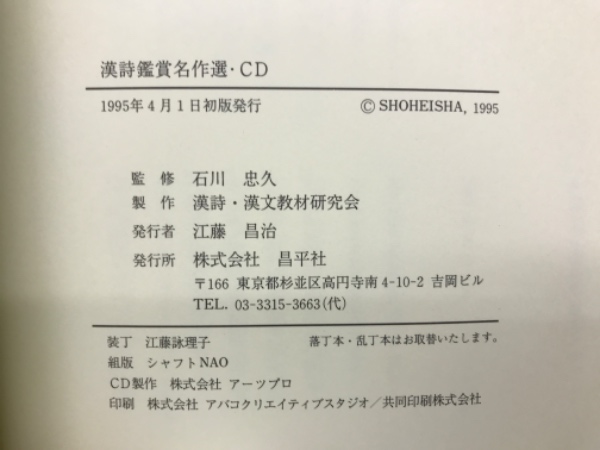 漢詩鑑賞名作選・CD
1995年4月1日初版発行 © SHOHEISHA, 1995
監修 石川 忠久
製作 漢詩・漢文教材研究会
発行者 江藤 昌治
発行所 株式会社 昌平社
〒166 東京都杉並区高円寺南4-10-2 吉岡ビル
TEL. 03-3315-3663(代)
装丁 江藤詠理子 落丁本・乱丁本はお取替いたします。
組版 シャフトNAO
CD製作 株式会社 アーツプロ
印刷 株式会社 アバコクリエイティブスタジオ/共同印刷株式会社